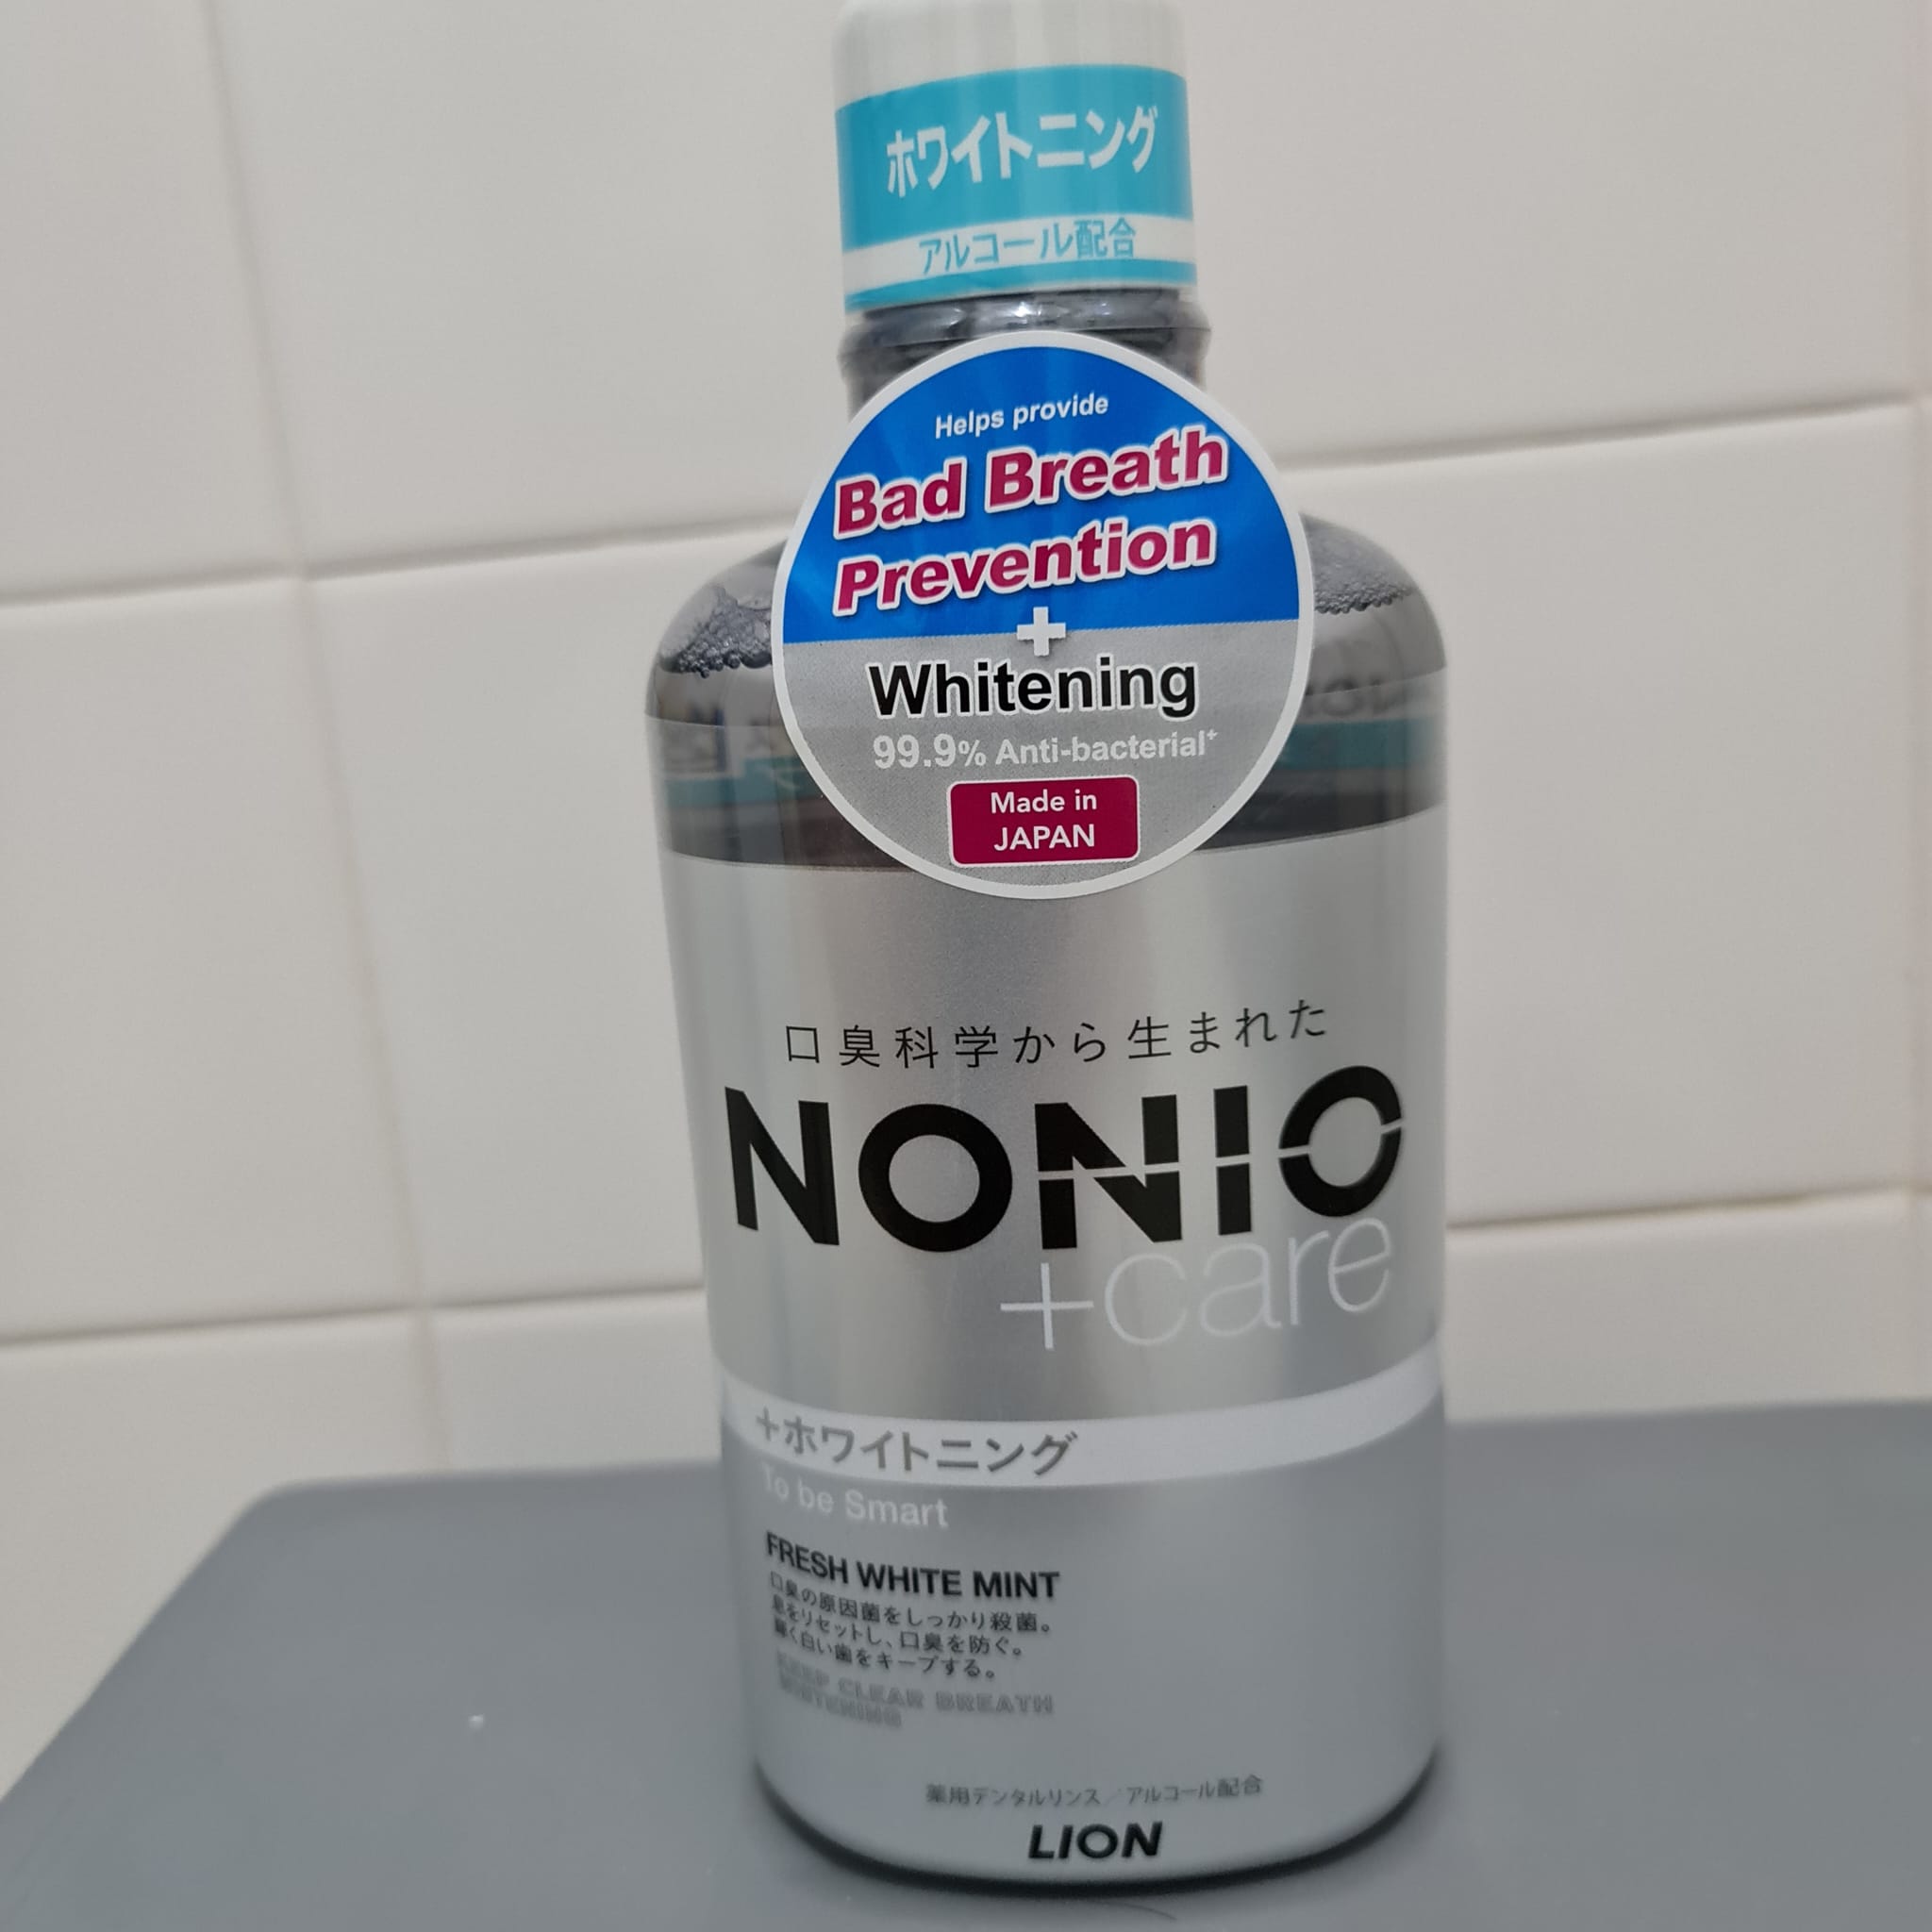 ホワイトニング
アルコール配合
Helps provide
Bad Breath
Prevention
+
Whitening
99.9% Anti-bacterial+
Made in
JAPAN
口臭科学から生まれた
NONIO
+care
+ホワイトニング
To be Smart
FRESH WHITE MINT
口臭の原因菌をしっかり殺菌。
息をリセットし、口臭を防ぐ。
輝く白い歯をキープする。
KEEP CLEAR BREATH
WHITENING
薬用デンタルリンス/アルコール配合
LION